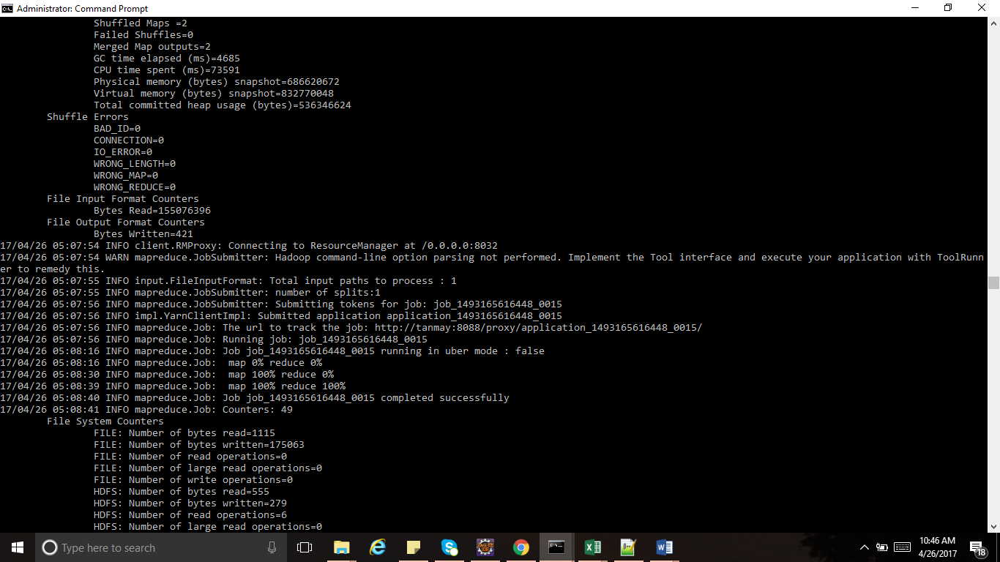 Administrator: Command Prompt
Shuffled Maps =2
Failed Shuffles=0
Merged Map outputs=2
GC time elapsed (ms)=4685
CPU time spent (ms)=73591
Physical memory (bytes) snapshot=686620672
Virtual memory (bytes) snapshot=832770048
Total committed heap usage (bytes)=536346624
Shuffle Errors
BAD_ID=0
CONNECTION=0
IO_ERROR=0
WRONG_LENGTH=0
WRONG_MAP=0
WRONG_REDUCE=0
File Input Format Counters
Bytes Read=155076396
File Output Format Counters
Bytes Written=421
17/04/26 05:07:54 INFO client.RMProxy: Connecting to ResourceManager at /0.0.0.0:8032
17/04/26 05:07:54 WARN mapreduce.JobSubmitter: Hadoop command-line option parsing not performed. Implement the Tool interface and execute your application with ToolRunn
er to remedy this.
17/04/26 05:07:55 INFO input.FileInputFormat: Total input paths to process : 1
17/04/26 05:07:55 INFO mapreduce.JobSubmitter: number of splits:1
17/04/26 05:07:56 INFO mapreduce.JobSubmitter: Submitting tokens for job: job_1493165616448_0015
17/04/26 05:07:56 INFO impl.YarnClientImpl: Submitted application application_1493165616448_0015
17/04/26 05:07:56 INFO mapreduce.Job: The url to track the job: http://tanmay:8088/proxy/application_1493165616448_0015/
17/04/26 05:07:56 INFO mapreduce.Job: Running job: job_1493165616448_0015
17/04/26 05:08:16 INFO mapreduce.Job: Job job_1493165616448_0015 running in uber mode : false
17/04/26 05:08:16 INFO mapreduce.Job:  map 0% reduce 0%
17/04/26 05:08:30 INFO mapreduce.Job:  map 100% reduce 0%
17/04/26 05:08:39 INFO mapreduce.Job:  map 100% reduce 100%
17/04/26 05:08:40 INFO mapreduce.Job: Job job_1493165616448_0015 completed successfully
17/04/26 05:08:41 INFO mapreduce.Job: Counters: 49
File System Counters
FILE: Number of bytes read=1115
FILE: Number of bytes written=175063
FILE: Number of read operations=0
FILE: Number of large read operations=0
FILE: Number of write operations=0
HDFS: Number of bytes read=555
HDFS: Number of bytes written=279
HDFS: Number of read operations=6
HDFS: Number of large read operations=0
Type here to search
10:46 AM
4/26/2017
18